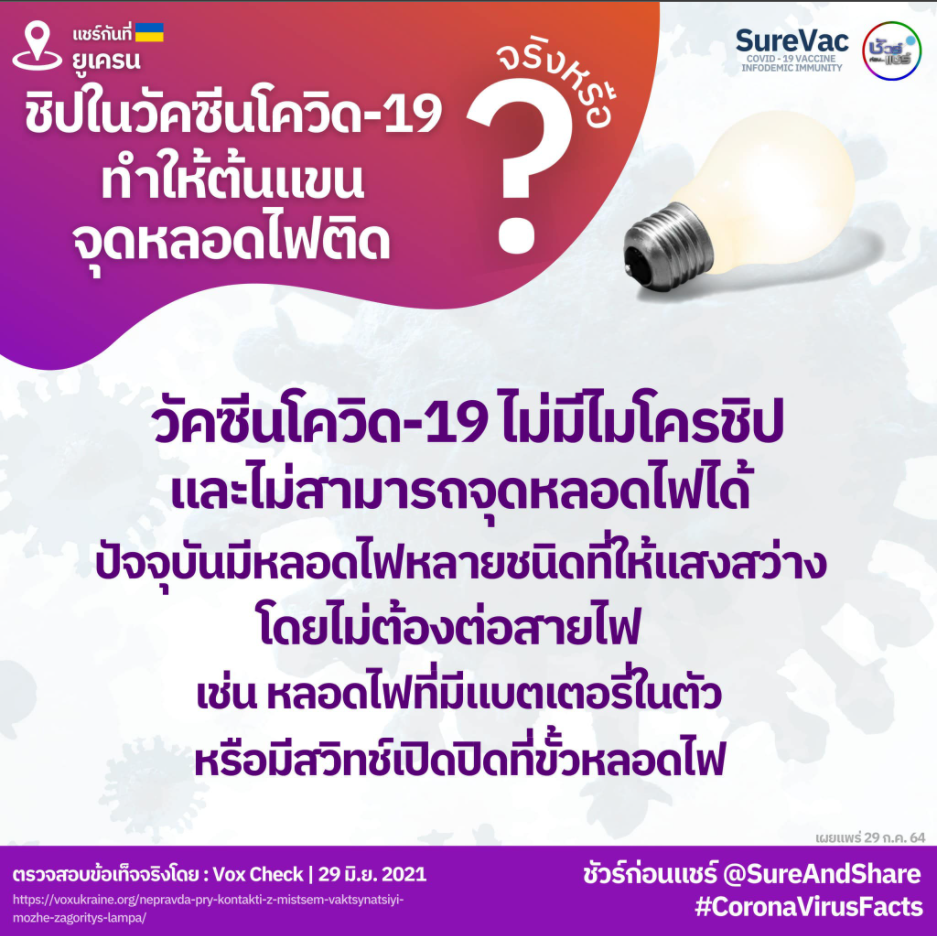 แชร์กันที่
ยูเครน
ชิปในวัคซีนโควิด-19
ทำให้ต้นแขน
จุดหลอดไฟติด
จริงหรือ
?
SureVac
COVID - 19 VACCINE
INFODEMIC IMMUNITY
ชัวร์
ก่อนแชร์
วัคซีนโควิด-19 ไม่มีไมโครชิป
และไม่สามารถจุดหลอดไฟได้
ปัจจุบันมีหลอดไฟหลายชนิดที่ให้แสงสว่าง
โดยไม่ต้องต่อสายไฟ
เช่น หลอดไฟที่มีแบตเตอรี่ในตัว
หรือมีสวิทช์เปิดปิดที่ขั้วหลอดไฟ
เผยแพร่ 29 ก.ค. 64
ตรวจสอบข้อเท็จจริงโดย : Vox Check | 29 มิ.ย. 2021
https://voxukraine.org/nepravda-pry-kontakti-z-mistsem-vaktsynatsiyi-
mozhe-zagoritys-lampa/
ชัวร์ก่อนแชร์ @SureAndShare
#CoronaVirusFacts